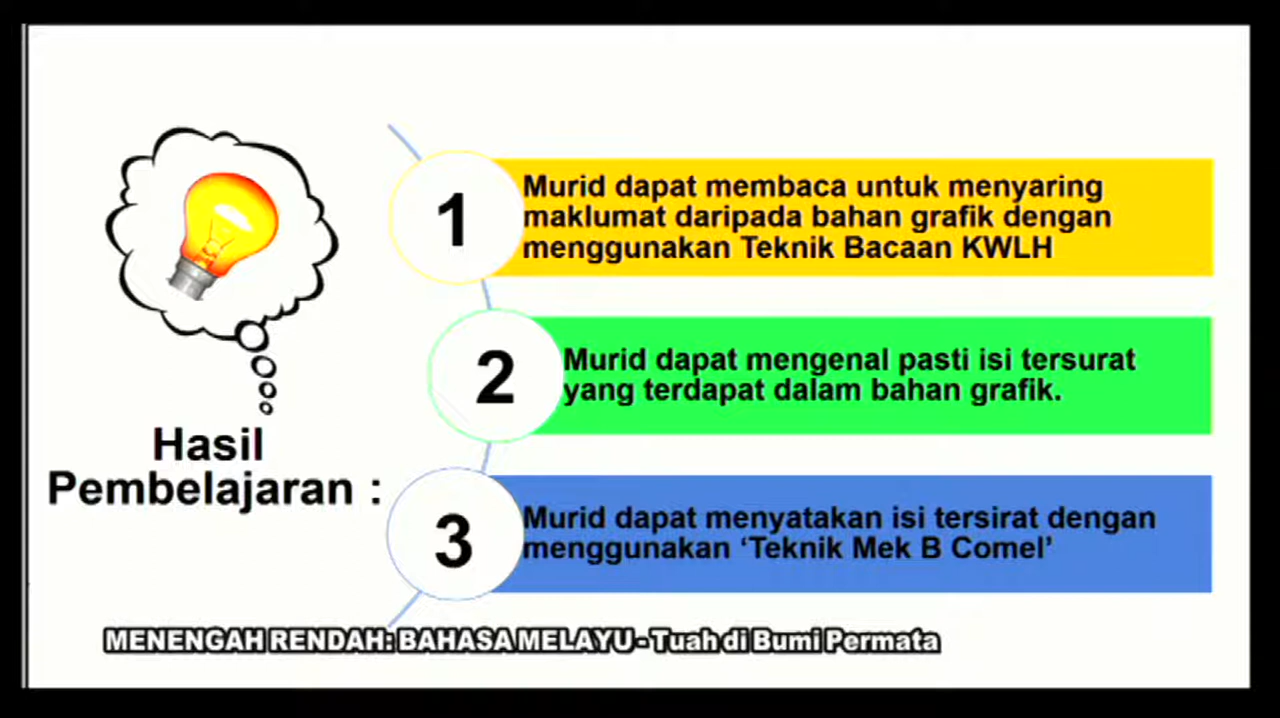 Hasil
Pembelajaran :
1
Murid dapat membaca untuk menyaring
maklumat daripada bahan grafik dengan
menggunakan Teknik Bacaan KWLH
2
Murid dapat mengenal pasti isi tersurat
yang terdapat dalam bahan grafik.
3
Murid dapat menyatakan isi tersirat dengan
menggunakan ‘Teknik Mek B Comel’
MENENGAH RENDAH: BAHASA MELAYU - Tuah di Bumi Permata